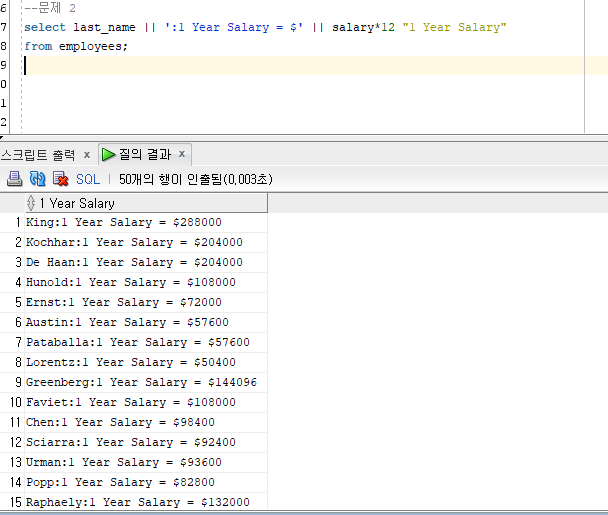 6 --문제 2
7 select last_name || ':1 Year Salary = $' || salary*12 "1 Year Salary"
8 from employees;
9
0
1
2
스크립트 출력 x 질의 결과 x
SQL | 50개의 행이 인출됨(0,003초)
1 Year Salary
1 King:1 Year Salary = $288000
2 Kochhar:1 Year Salary = $204000
3 De Haan:1 Year Salary = $204000
4 Hunold:1 Year Salary = $108000
5 Ernst:1 Year Salary = $72000
6 Austin:1 Year Salary = $57600
7 Pataballa:1 Year Salary = $57600
8 Lorentz:1 Year Salary = $50400
9 Greenberg:1 Year Salary = $144096
10 Faviet:1 Year Salary = $108000
11 Chen:1 Year Salary = $98400
12 Sciarra:1 Year Salary = $92400
13 Urman:1 Year Salary = $93600
14 Popp:1 Year Salary = $82800
15 Raphaely:1 Year Salary = $132000